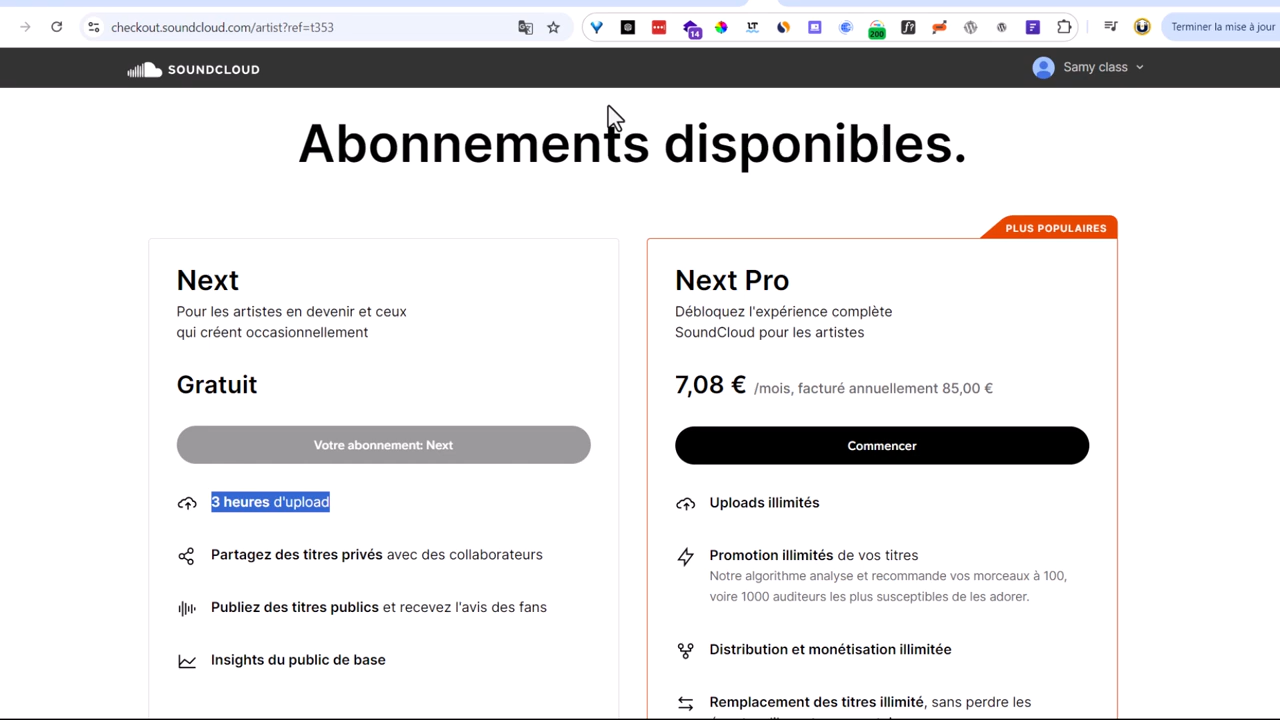 checkout.soundcloud.com/artist?ref=t353
14
LT
200
f?
Terminer la mise à jour
SOUNDCLOUD
Samy class
Abonnements disponibles.
PLUS POPULAIRES
Next
Pour les artistes en devenir et ceux
qui créent occasionnellement
Gratuit
Votre abonnement: Next
3 heures d'upload
Partagez des titres privés avec des collaborateurs
Publiez des titres publics et recevez l'avis des fans
Insights du public de base
Next Pro
Débloquez l'expérience complète
SoundCloud pour les artistes
7,08 € /mois, facturé annuellement 85,00 €
Commencer
Uploads illimités
Promotion illimités de vos titres
Notre algorithme analyse et recommande vos morceaux à 100,
voire 1000 auditeurs les plus susceptibles de les adorer.
Distribution et monétisation illimitée
Remplacement des titres illimité, sans perdre les